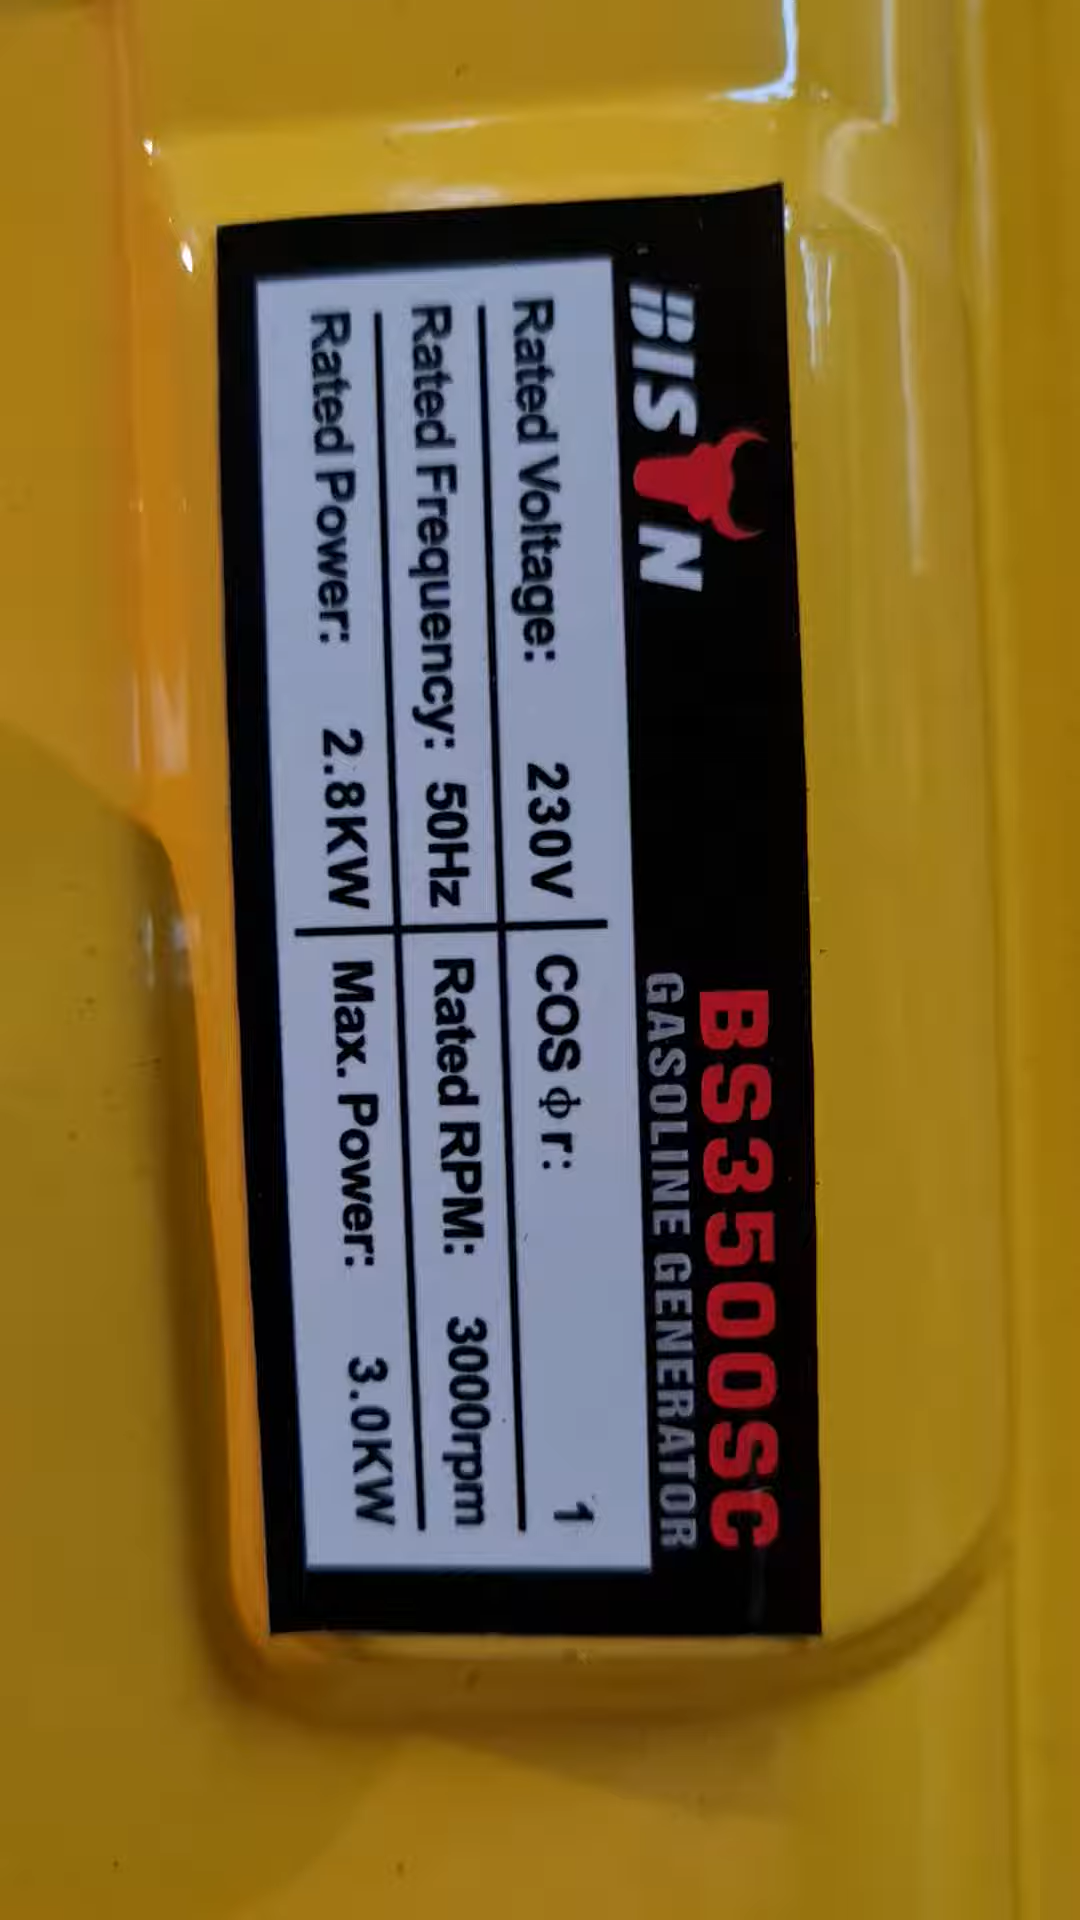 BISON
BS3500SC
GASOLINE GENERATOR
Rated Voltage: 230V COS ϕ r: 1
Rated Frequency: 50Hz Rated RPM: 3000rpm
Rated Power: 2.8KW Max. Power: 3.0KW